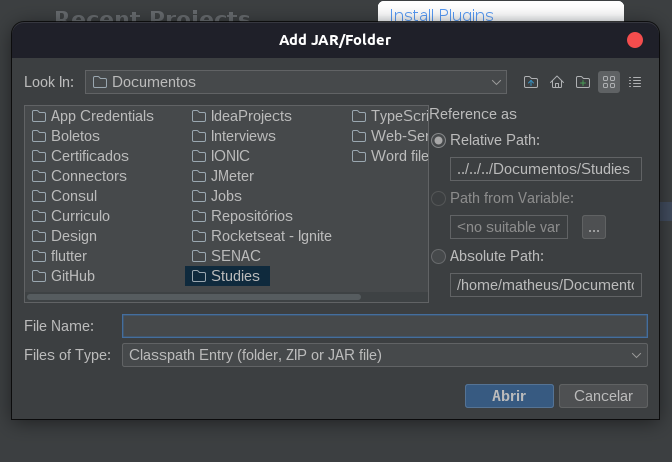 Recent Projects
Install Plugins
Add JAR/Folder
Look In:
Documentos
App Credentials
Boletos
Certificados
Connectors
Consul
Curriculo
Design
flutter
GitHub
IdeaProjects
Interviews
IONIC
JMeter
Jobs
Repositórios
Rocketseat - Ignite
SENAC
Studies
TypeScri
Web-Ser
Word file
Reference as
Relative Path:
../../../Documentos/Studies
Path from Variable:
<no suitable var
...
Absolute Path:
/home/matheus/Documento
File Name:
Files of Type:
Classpath Entry (folder, ZIP or JAR file)
Abrir
Cancelar